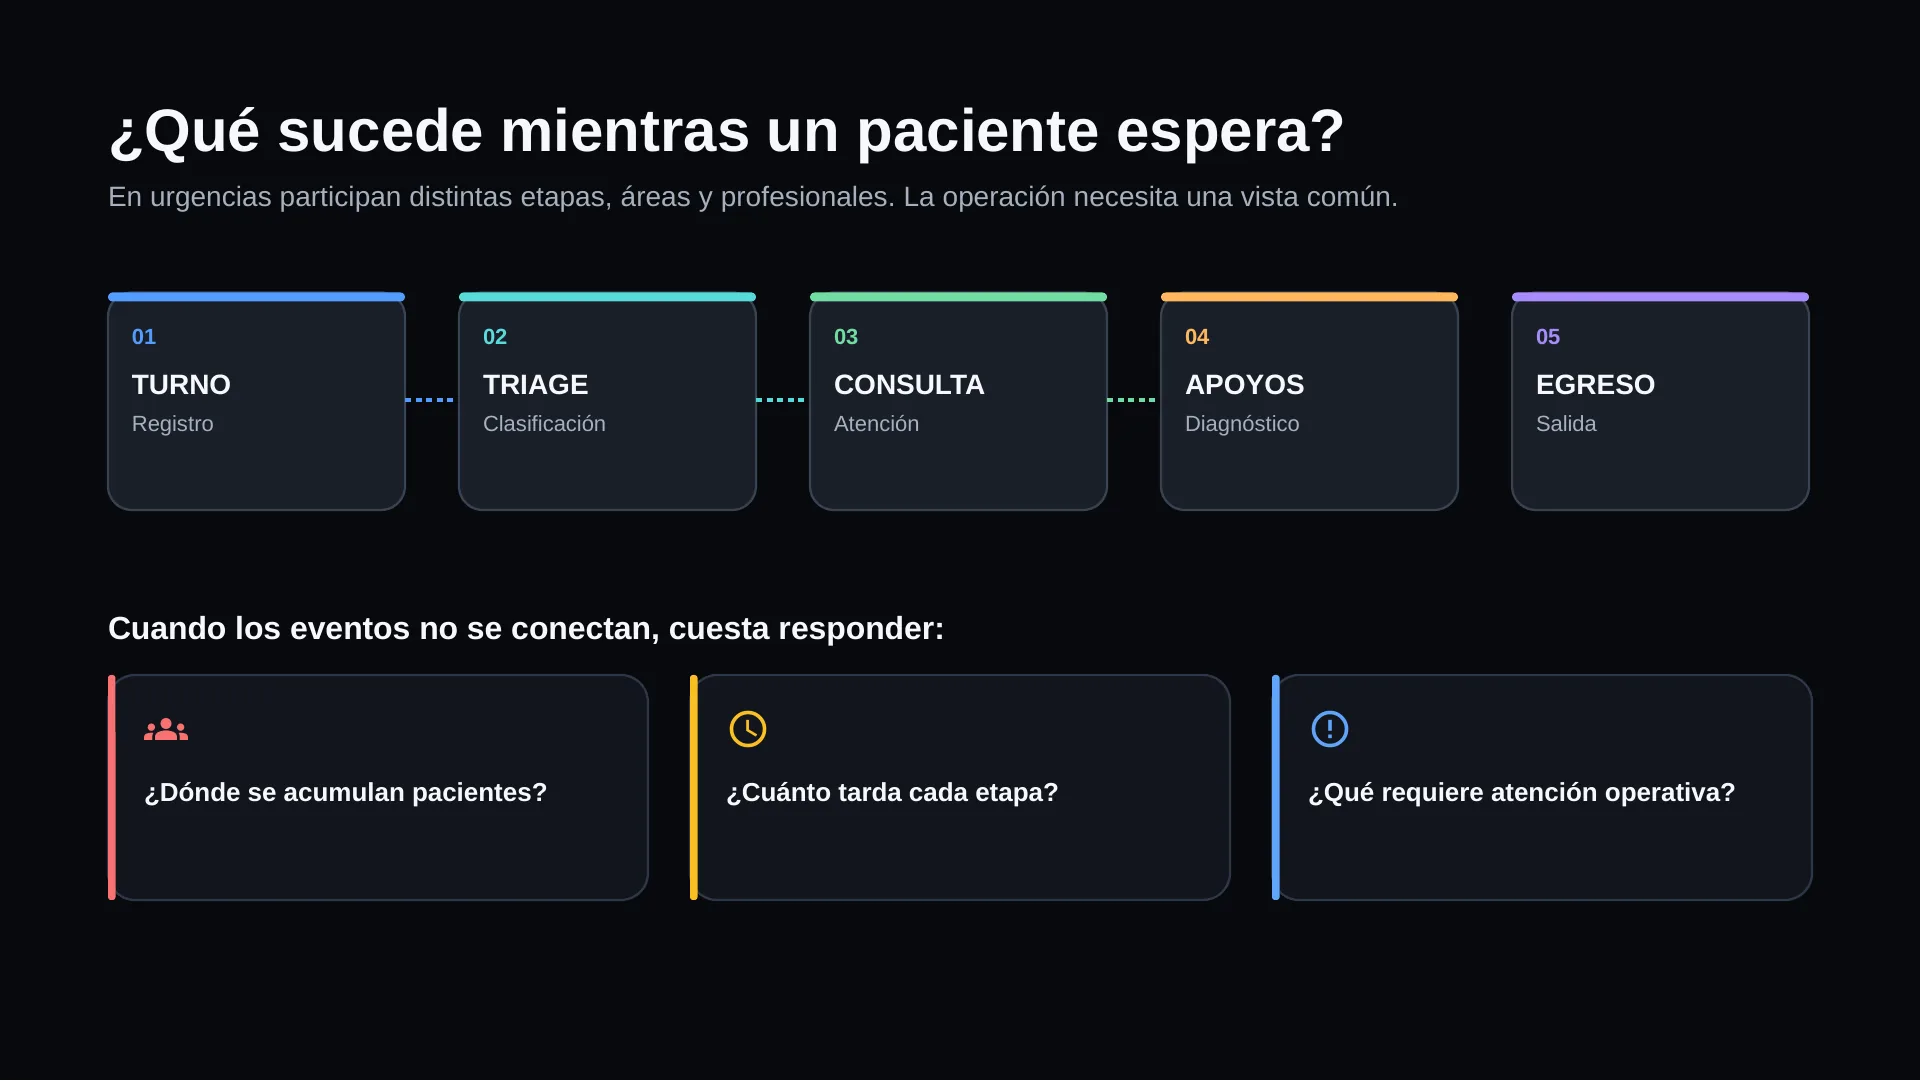 ¿Qué sucede mientras un paciente espera?
En urgencias participan distintas etapas, áreas y profesionales. La operación necesita una vista común.
01
TURNO
Registro
02
TRIAGE
Clasificación
03
CONSULTA
Atención
04
APOYOS
Diagnóstico
05
EGRESO
Salida
Cuando los eventos no se conectan, cuesta responder:
¿Dónde se acumulan pacientes?
¿Cuánto tarda cada etapa?
¿Qué requiere atención operativa?